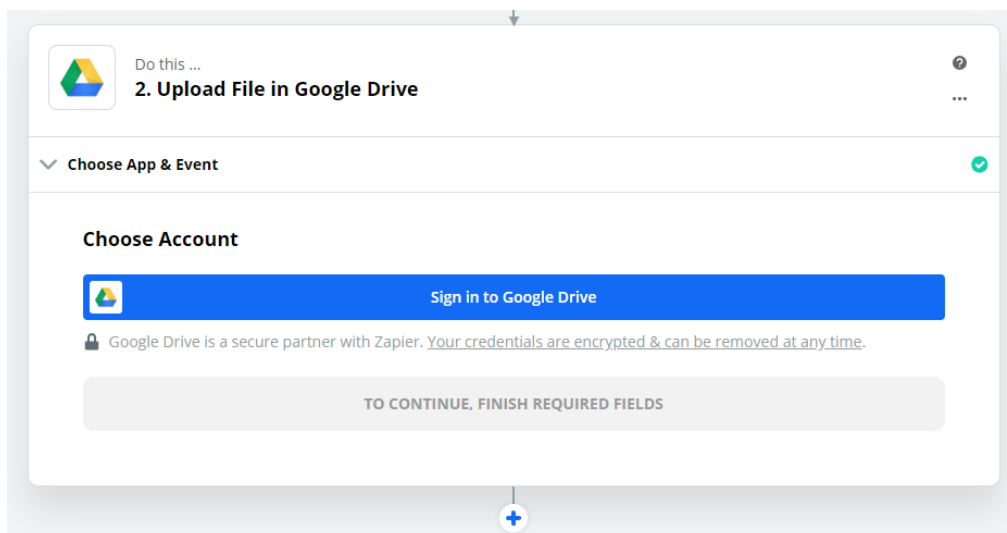 Do this ...
2. Upload File in Google Drive
Choose App & Event
Choose Account
Sign in to Google Drive
Google Drive is a secure partner with Zapier. Your credentials are encrypted & can be removed at any time.
TO CONTINUE, FINISH REQUIRED FIELDS